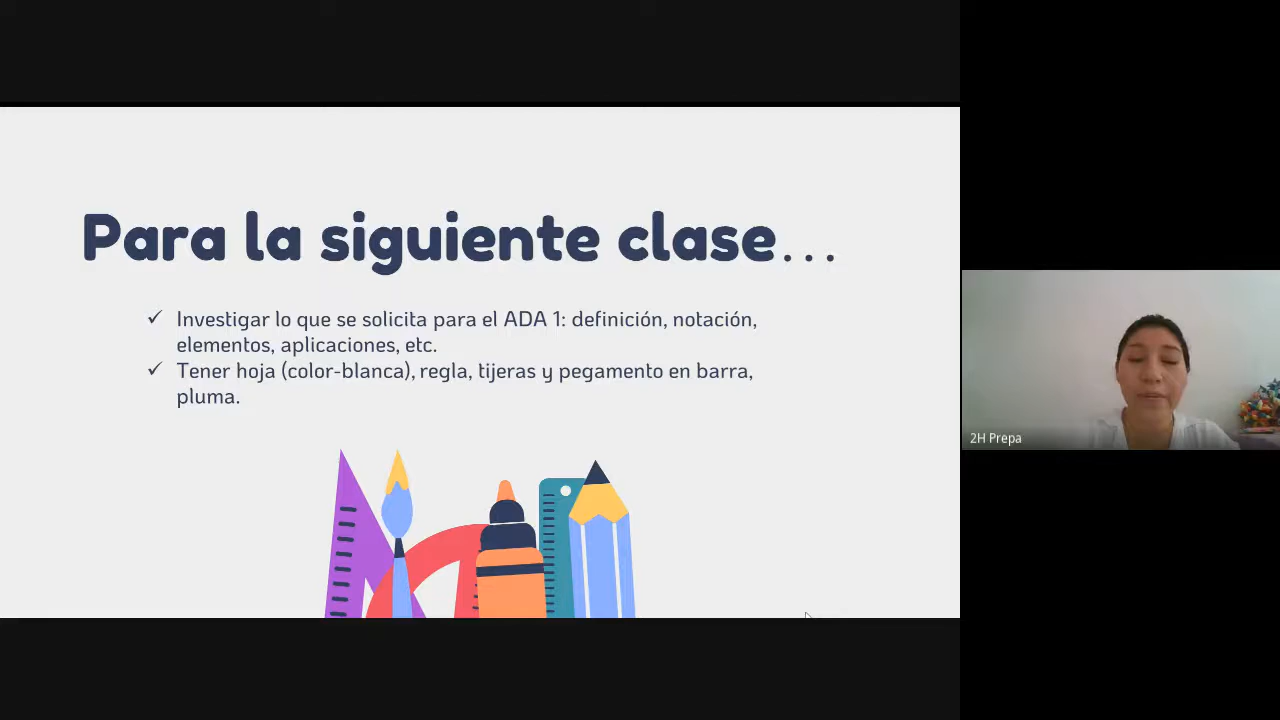 Para la siguiente clase...
✓ Investigar lo que se solicita para el ADA 1: definición, notación,
elementos, aplicaciones, etc.
✓ Tener hoja (color-blanca), regla, tijeras y pegamento en barra,
pluma.
2H Prepa